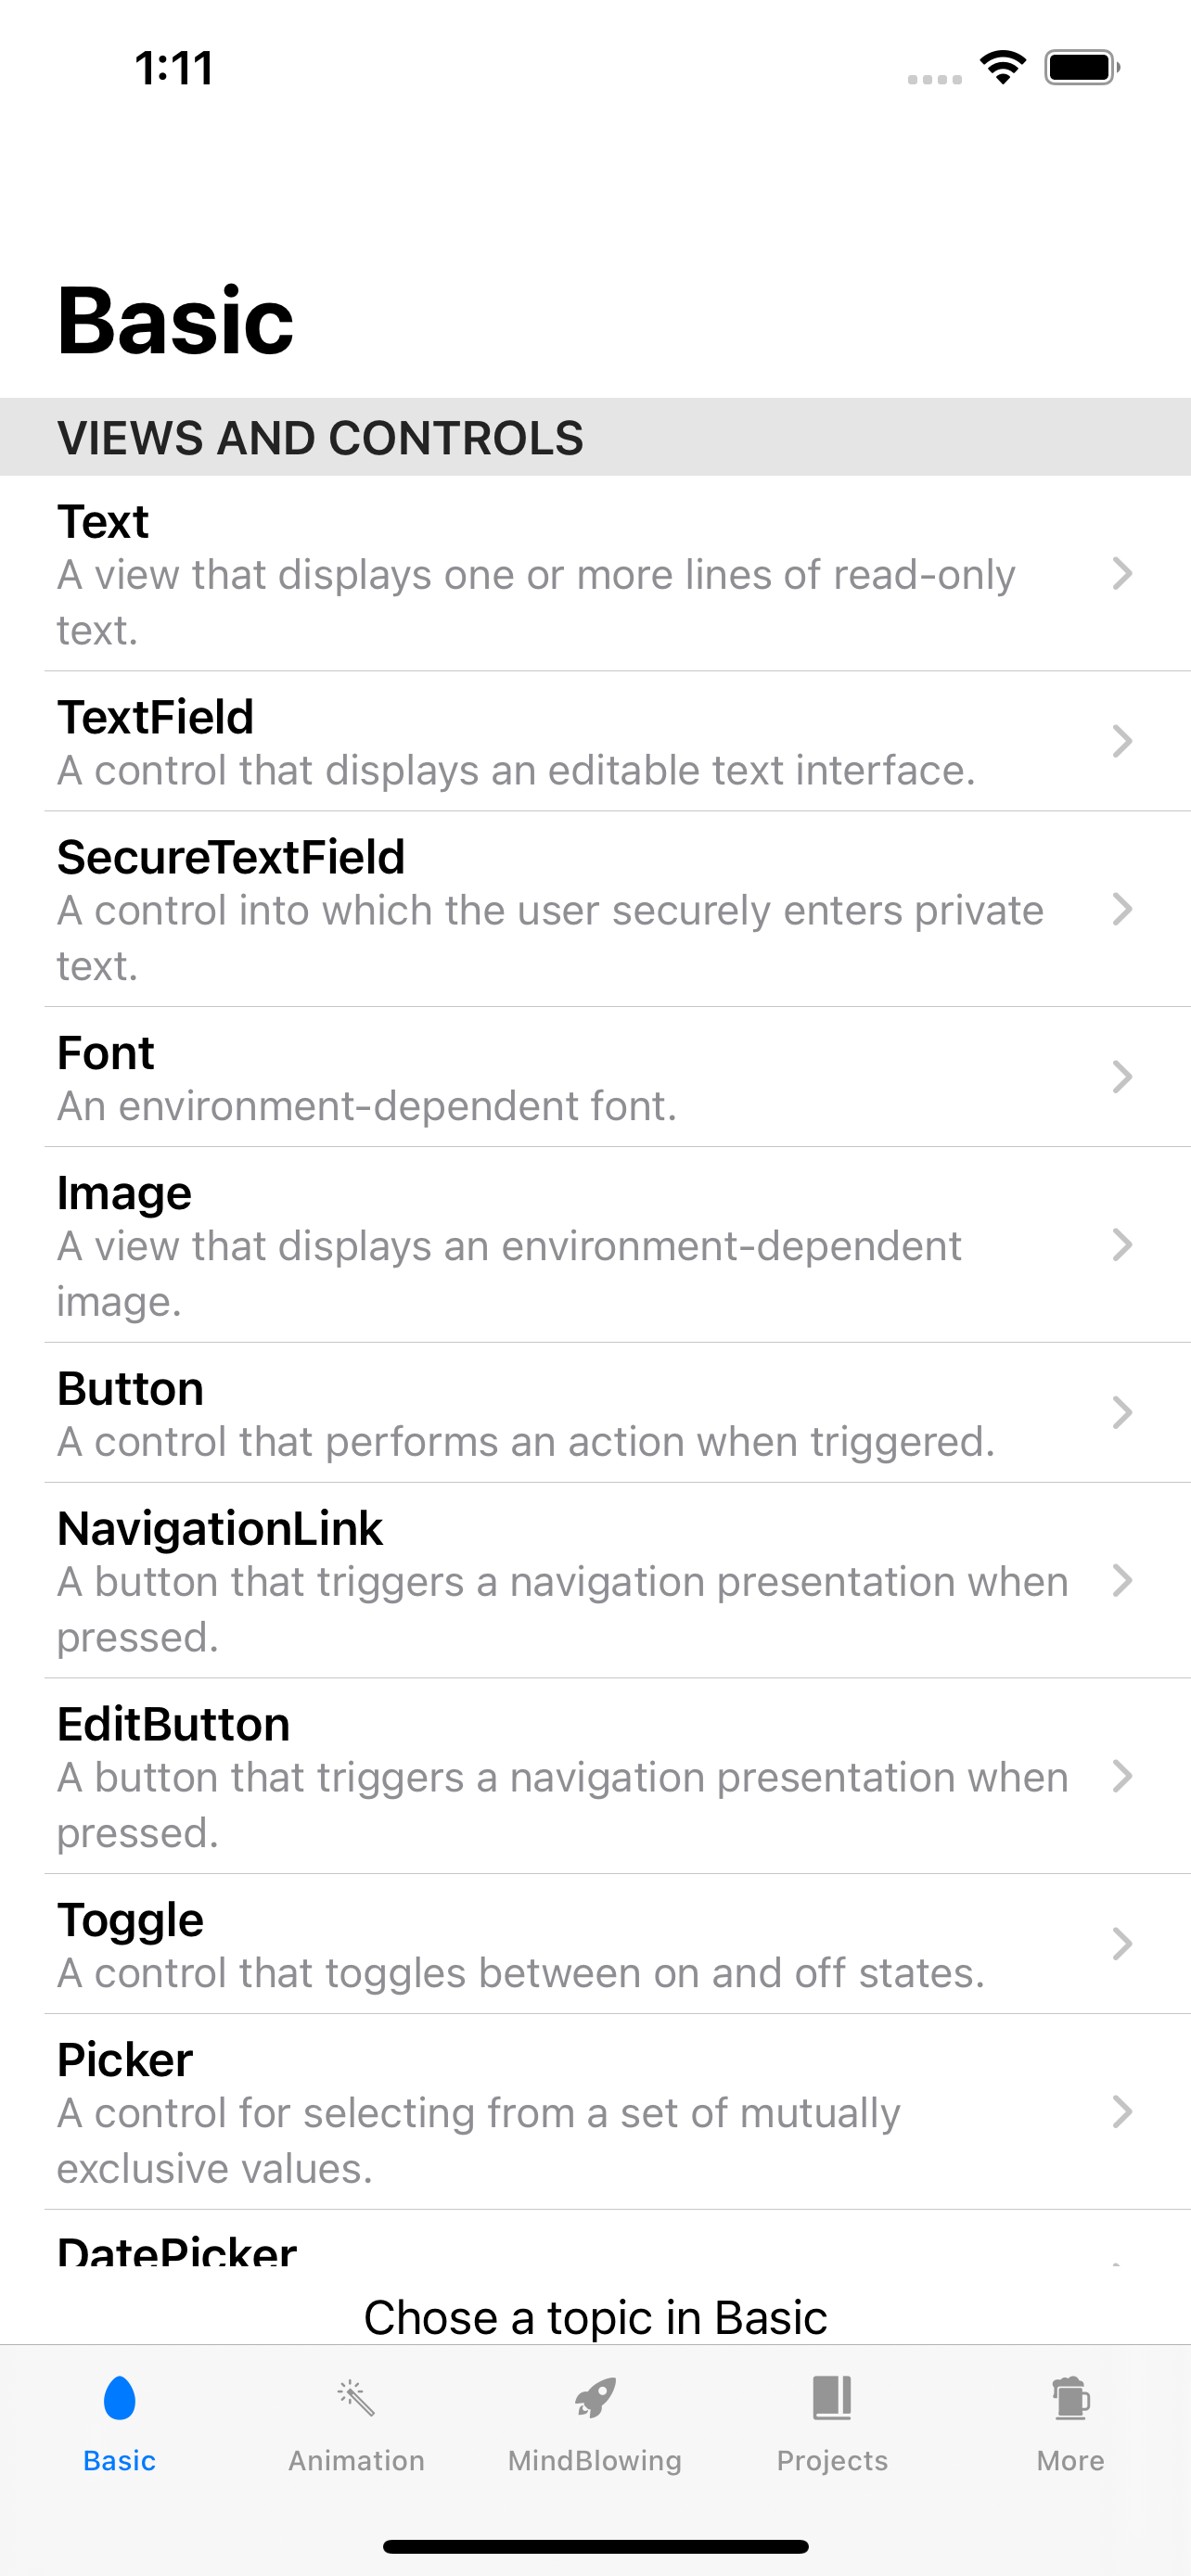 1:11
Basic
VIEWS AND CONTROLS
Text
A view that displays one or more lines of read-only
text.
TextField
A control that displays an editable text interface.
SecureTextField
A control into which the user securely enters private
text.
Font
An environment-dependent font.
Image
A view that displays an environment-dependent
image.
Button
A control that performs an action when triggered.
NavigationLink
A button that triggers a navigation presentation when
pressed.
EditButton
A button that triggers a navigation presentation when
pressed.
Toggle
A control that toggles between on and off states.
Picker
A control for selecting from a set of mutually
exclusive values.
DatePicker
Chose a topic in Basic
Basic
Animation
MindBlowing
Projects
More